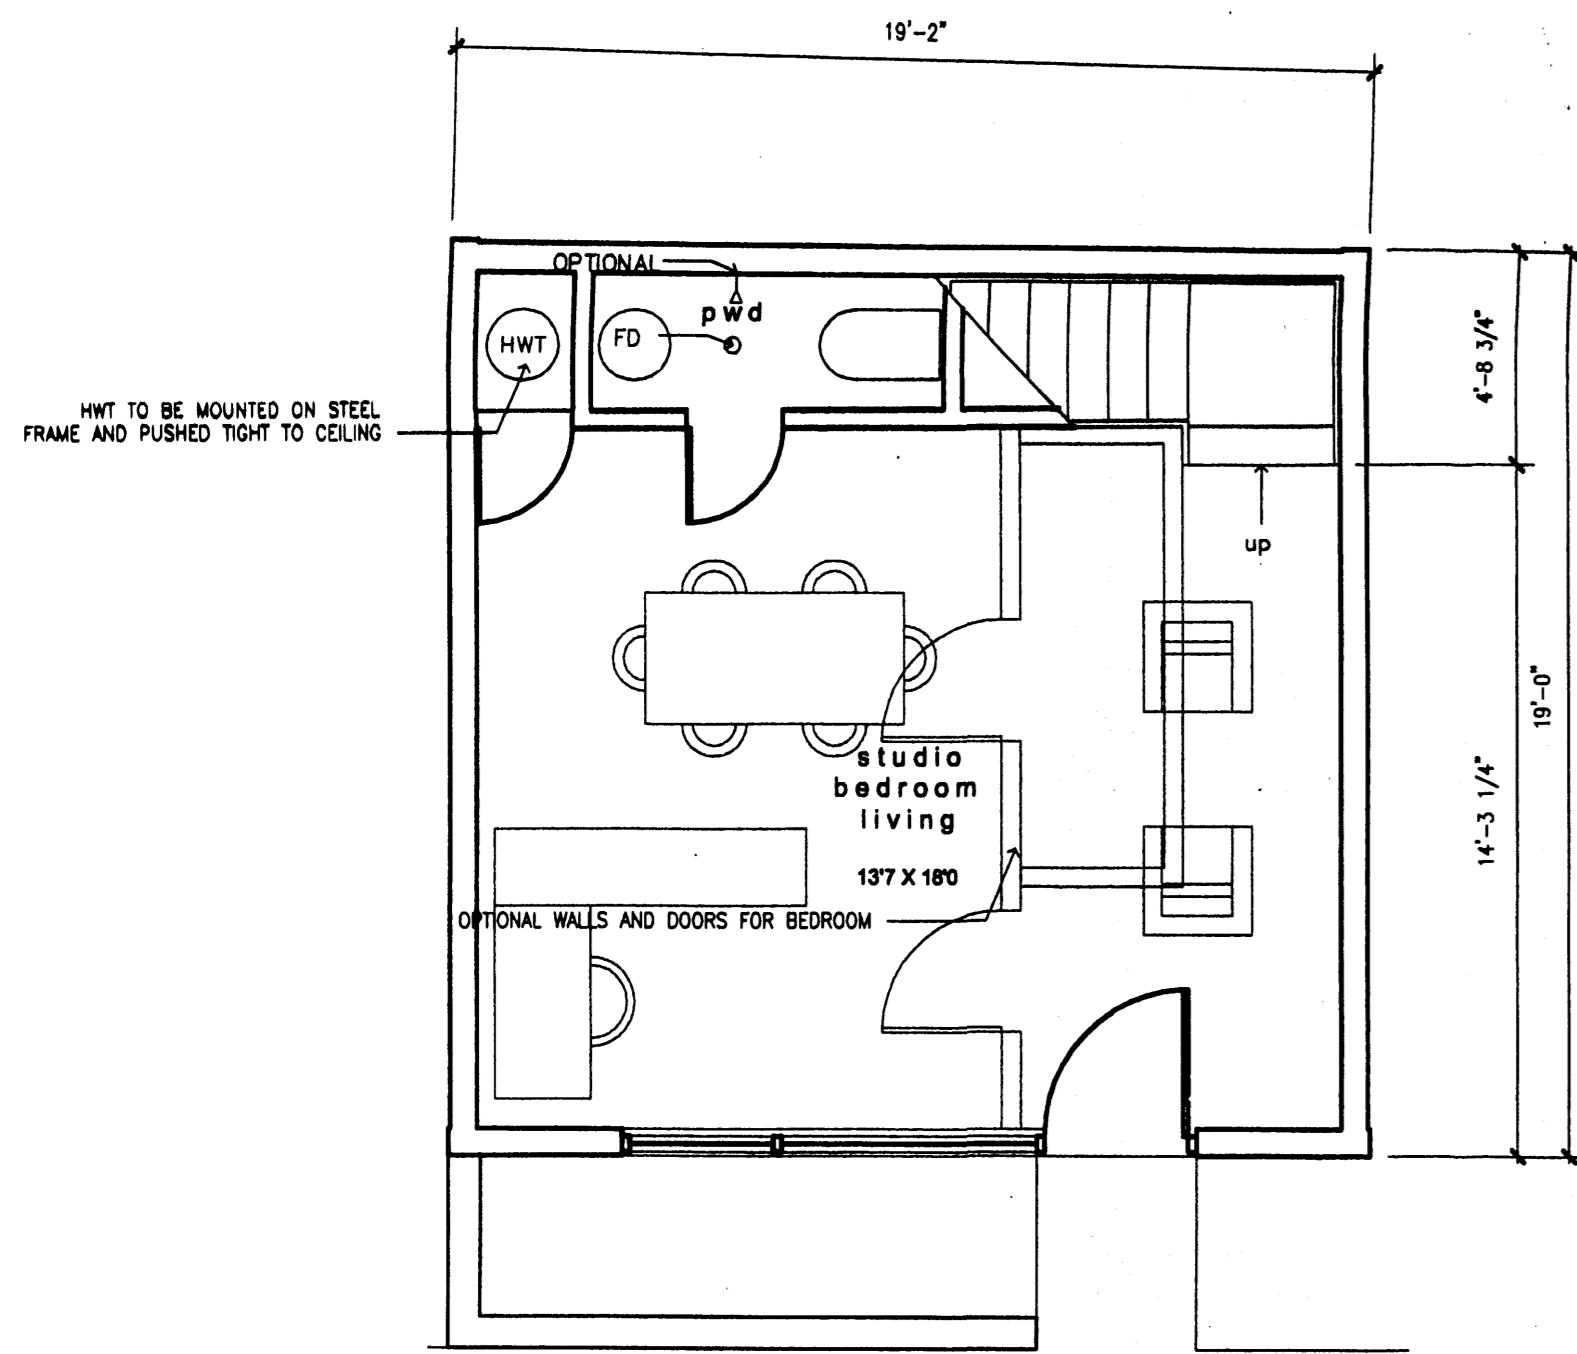 19'-2"
OPTIONAL
pwd
HWT
FD
4'-8 3/4"
HWT TO BE MOUNTED ON STEEL
FRAME AND PUSHED TIGHT TO CEILING
up
19'-0"
studio
bedroom
living
14'-3 1/4"
13'7 X 18'0
OPTIONAL WALLS AND DOORS FOR BEDROOM